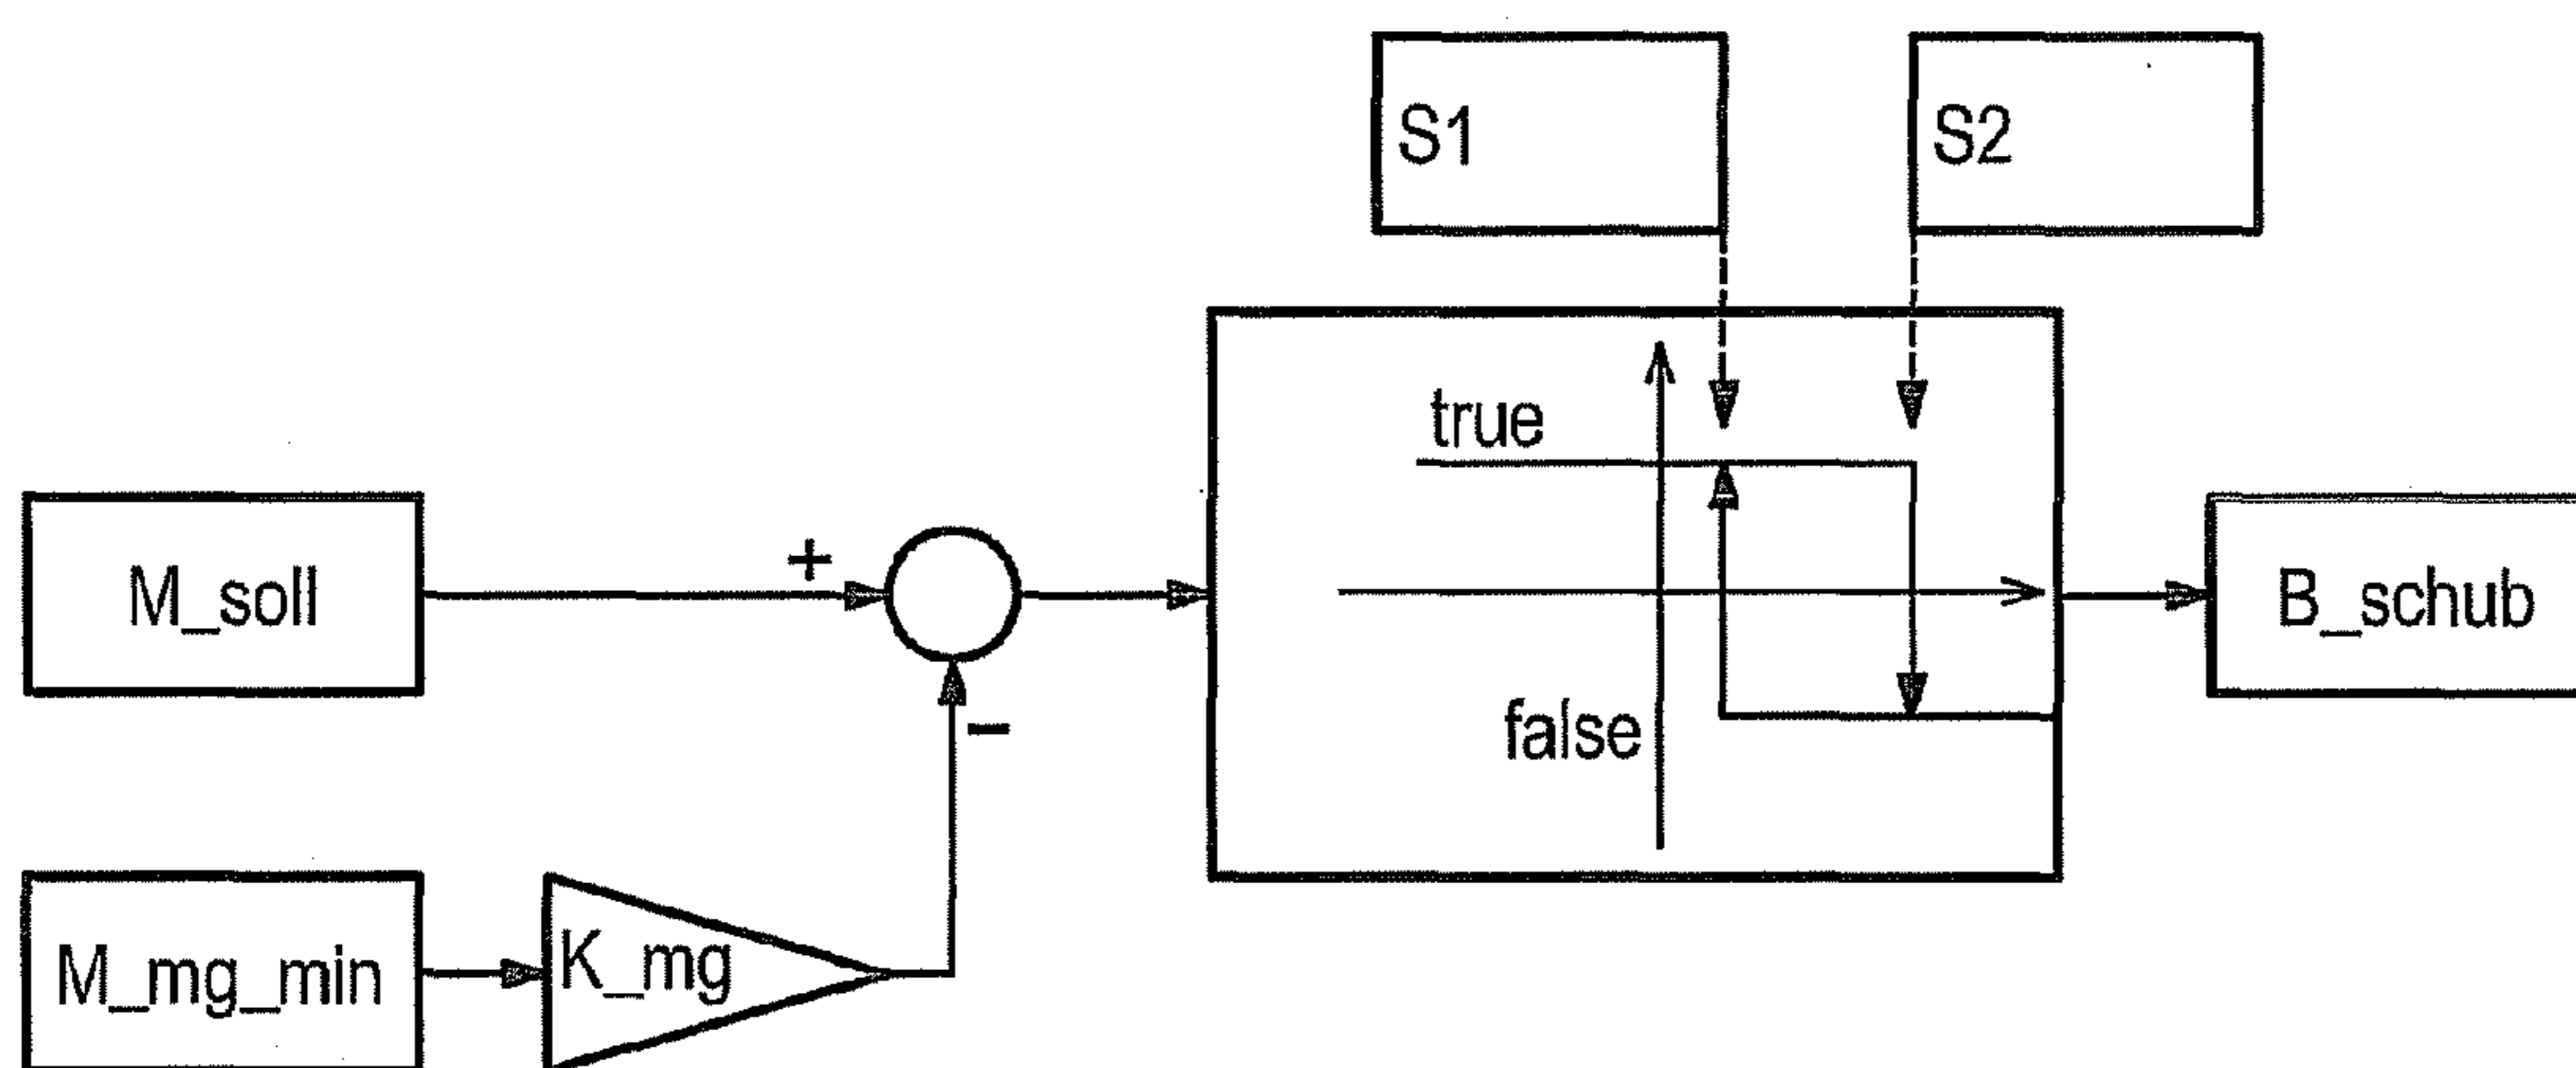 S1
S2
true
M_soll
+
B_schub
false
−
M_mg_min
K_mg